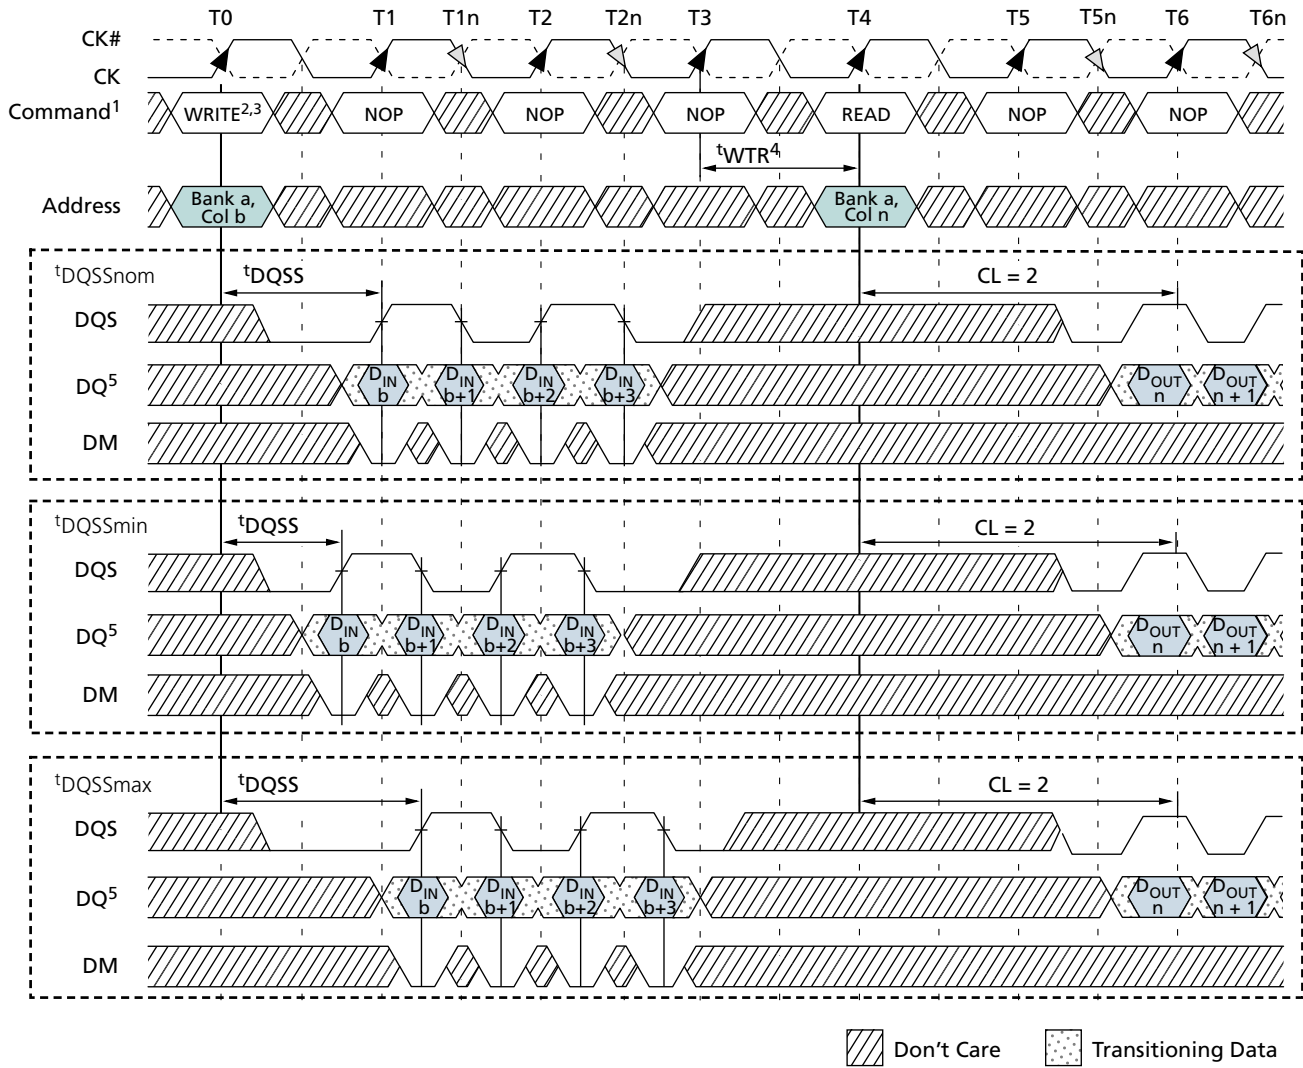 T0 T1 T1n T2 T2n T3 T4 T5 T5n T6 T6n
CK#
CK
Command1 WRITE2,3 NOP NOP NOP READ NOP NOP
tWTR4
Address Bank a, Col b Bank a, Col n
tDQSSnom tDQSS CL = 2
DQS
DQ5 DIN b DIN b+1 DIN b+2 DIN b+3 DOUT n DOUT n + 1
DM
tDQSSmin tDQSS CL = 2
DQS
DQ5 DIN b DIN b+1 DIN b+2 DIN b+3 DOUT n DOUT n + 1
DM
tDQSSmax tDQSS CL = 2
DQS
DQ5 DIN b DIN b+1 DIN b+2 DIN b+3 DOUT n DOUT n + 1
DM
Don't Care Transitioning Data